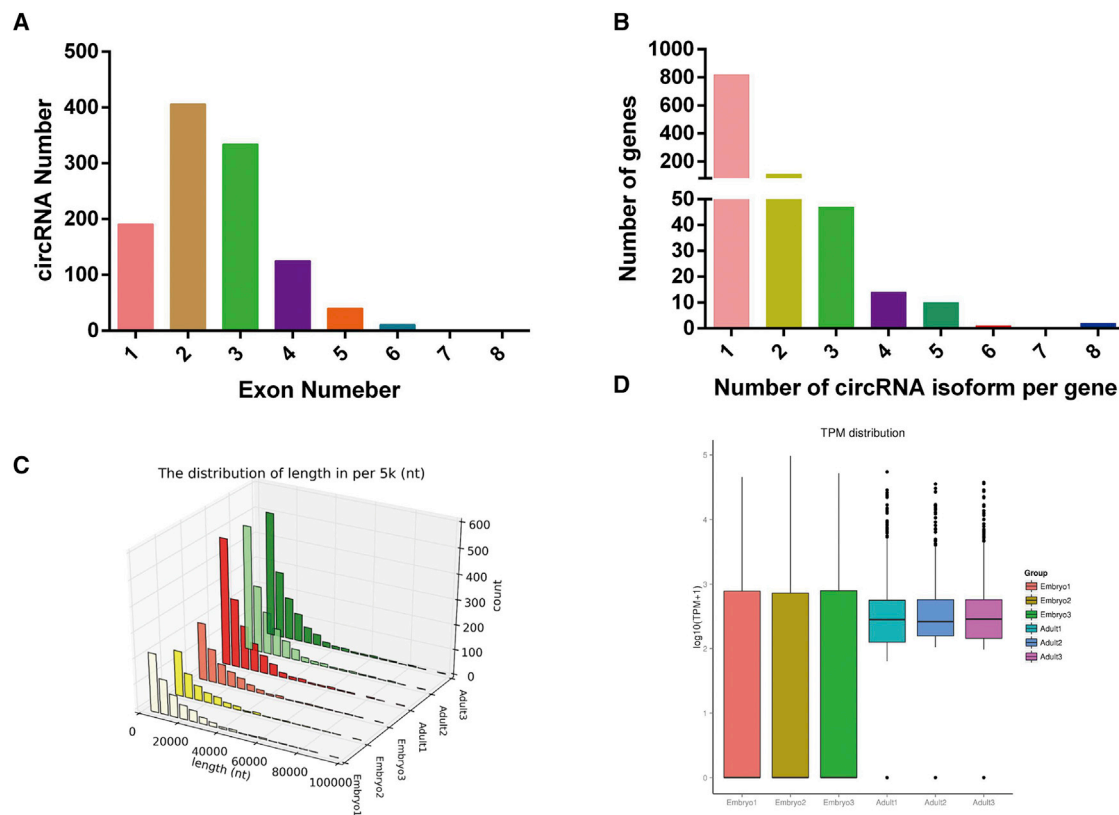 A
500
400
300
200
100
0
circRNA Number
1 2 3 4 5 6 7 8
Exon Numeber
B
1000
800
600
400
200
50
40
30
20
10
0
Number of genes
1 2 3 4 5 6 7 8
Number of circRNA isoform per gene
C
The distribution of length in per 5k (nt)
600
500
400
300
200
100
0
count
0 20000 40000 60000 80000 100000
length (nt)
Embryo1
Embryo2
Embryo3
Adult1
Adult2
Adult3
D
TPM distribution
5
4
3
2
1
0
log10(TPM+1)
Embryo1 Embryo2 Embryo3 Adult1 Adult2 Adult3
Group
Embryo1
Embryo2
Embryo3
Adult1
Adult2
Adult3